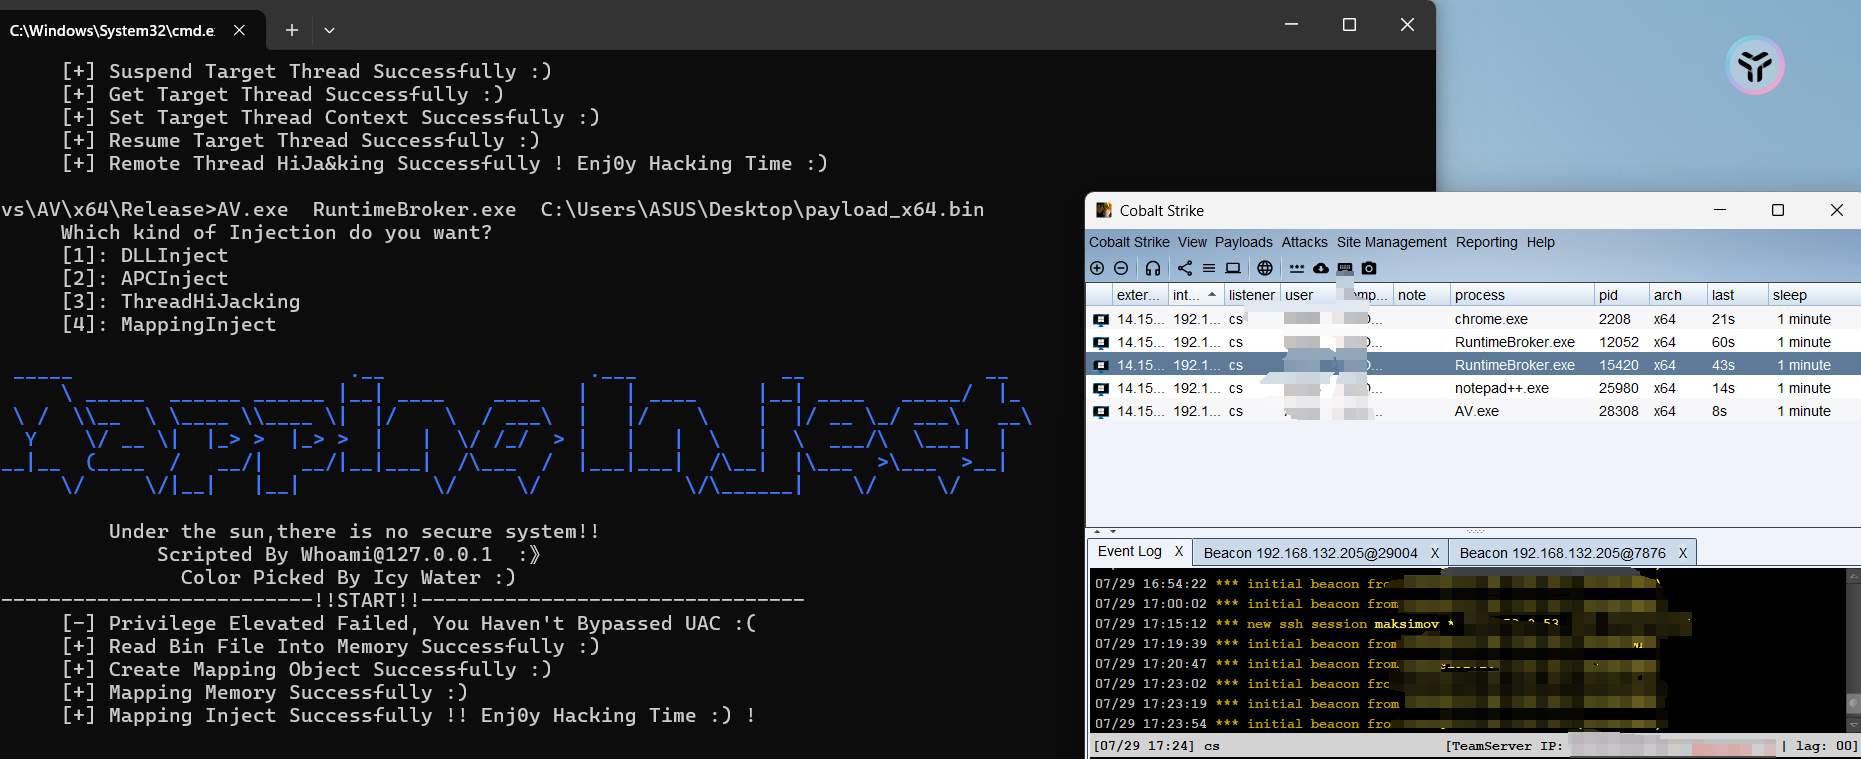 C:\Windows\System32\cmd.e
[+] Suspend Target Thread Successfully :)
[+] Get Target Thread Successfully :)
[+] Set Target Thread Context Successfully :)
[+] Resume Target Thread Successfully :)
[+] Remote Thread HiJa&king Successfully ! Enj0y Hacking Time :)
vs\AV\x64\Release>AV.exe  RuntimeBroker.exe  C:\Users\ASUS\Desktop\payload_x64.bin
Which kind of Injection do you want?
[1]: DLLInject
[2]: APCInject
[3]: ThreadHiJacking
[4]: MappingInject
Mapping Inject
Under the sun,there is no secure system!!
Scripted By Whoami@127.0.0.1  :》
Color Picked By Icy Water :)
--------------------------!!START!!--------------------------------
[-] Privilege Elevated Failed, You Haven't Bypassed UAC :(
[+] Read Bin File Into Memory Successfully :)
[+] Create Mapping Object Successfully :)
[+] Mapping Memory Successfully :)
[+] Mapping Inject Successfully !! Enj0y Hacking Time :) !
Cobalt Strike
Cobalt Strike View Payloads Attacks Site Management Reporting Help
exter... int... listener user omp... note process pid arch last sleep
14.15... 192.1... cs ... chrome.exe 2208 x64 21s 1 minute
14.15... 192.1... cs ... RuntimeBroker.exe 12052 x64 60s 1 minute
14.15... 192.1... cs ... RuntimeBroker.exe 15420 x64 43s 1 minute
14.15... 192.1... cs ... notepad++.exe 25980 x64 14s 1 minute
14.15... 192.1... cs ... AV.exe 28308 x64 8s 1 minute
Event Log X Beacon 192.168.132.205@29004 X Beacon 192.168.132.205@7876 X
07/29 16:54:22 *** initial beacon fro
07/29 17:00:02 *** initial beacon from
07/29 17:15:12 *** new ssh session maksimov *
07/29 17:19:39 *** initial beacon from
07/29 17:20:47 *** initial beacon from
07/29 17:23:02 *** initial beacon fro
07/29 17:23:19 *** initial beacon from
07/29 17:23:54 *** initial beacon fro
[07/29 17:24] cs [TeamServer IP: | lag: 00]